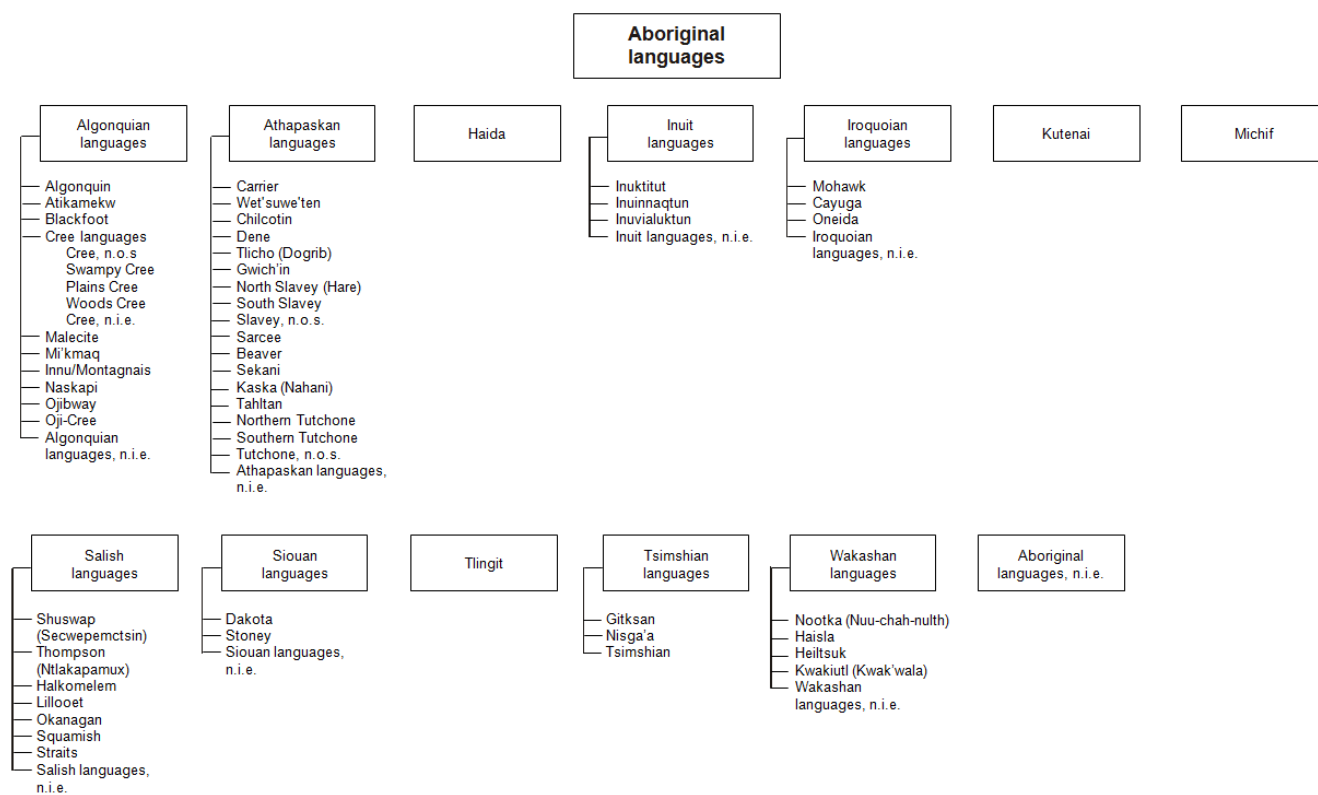 Aboriginal
languages
Algonquian
languages
Algonquin
Atikamekw
Blackfoot
Cree languages
Cree, n.o.s
Swampy Cree
Plains Cree
Woods Cree
Cree, n.i.e.
Malecite
Mi'kmaq
Innu/Montagnais
Naskapi
Ojibway
Oji-Cree
Algonquian
languages, n.i.e.
Athapaskan
languages
Carrier
Wet'suwe'ten
Chilcotin
Dene
Tlicho (Dogrib)
Gwich'in
North Slavey (Hare)
South Slavey
Slavey, n.o.s.
Sarcee
Beaver
Sekani
Kaska (Nahani)
Tahltan
Northern Tutchone
Southern Tutchone
Tutchone, n.o.s.
Athapaskan languages,
n.i.e.
Haida
Inuit
languages
Inuktitut
Inuinnaqtun
Inuvialuktun
Inuit languages, n.i.e.
Iroquoian
languages
Mohawk
Cayuga
Oneida
Iroquoian
languages, n.i.e.
Kutenai
Michif
Salish
languages
Shuswap
(Secwepemctsin)
Thompson
(Ntlakapamux)
Halkomelem
Lillooet
Okanagan
Squamish
Straits
Salish languages,
n.i.e.
Siouan
languages
Dakota
Stoney
Siouan languages,
n.i.e.
Tlingit
Tsimshian
languages
Gitksan
Nisga'a
Tsimshian
Wakashan
languages
Nootka (Nuu-chah-nulth)
Haisla
Heiltsuk
Kwakiutl (Kwak'wala)
Wakashan
languages, n.i.e.
Aboriginal
languages, n.i.e.